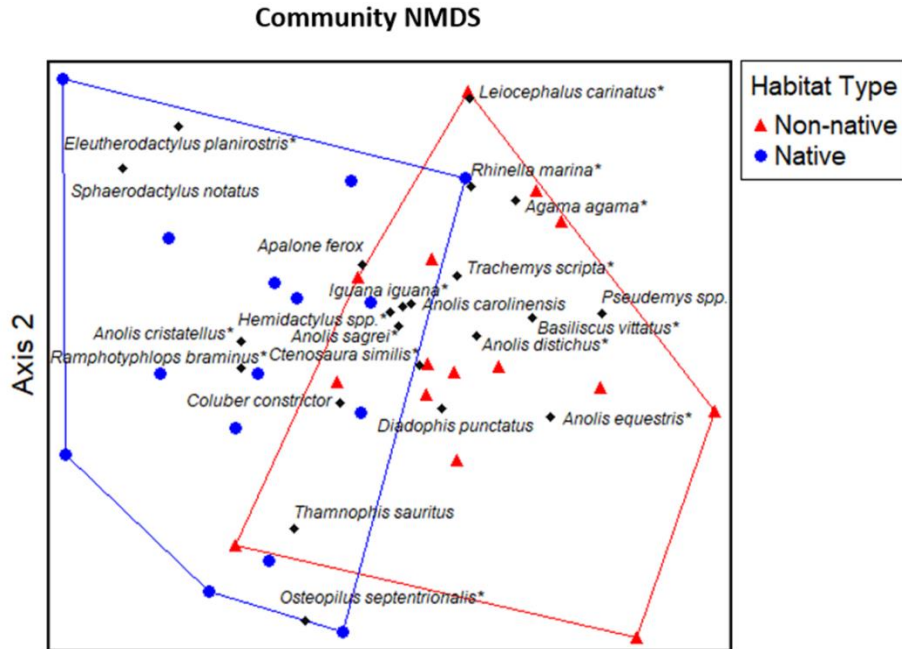 Community NMDS
Leiocephalus carinatus*
Habitat Type
Non-native
Native
Eleutherodactylus planirostris*
Rhinella marina*
Sphaerodactylus notatus
Agama agama*
Apalone ferox
Trachemys scripta*
Iguana iguana*
Anolis carolinensis
Pseudemys spp.
Hemidactylus spp.*
Basiliscus vittatus*
Anolis cristatellus*
Anolis sagrei*
Anolis distichus*
Ramphotyphlops braminus*
Ctenosaura similis*
Coluber constrictor
Diadophis punctatus
Anolis equestris*
Thamnophis sauritus
Osteopilus septentrionalis*
Axis 2